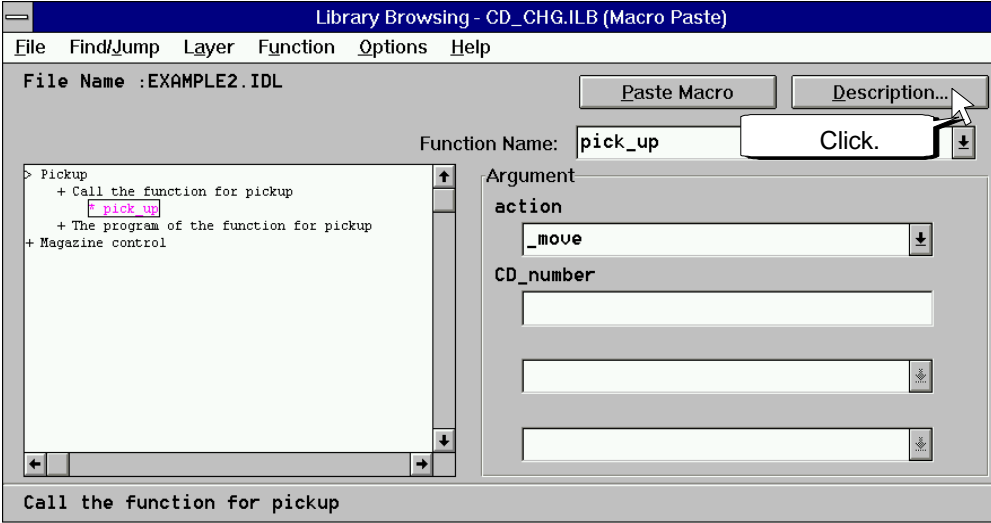 Library Browsing - CD_CHG.ILB (Macro Paste)
File Find/Jump Layer Function Options Help
File Name :EXAMPLE2.IDL
Paste Macro Description...
Click.
Function Name: pick_up
> Pickup
+ Call the function for pickup
* pick_up
+ The program of the function for pickup
+ Magazine control
Argument
action
_move
CD_number
Call the function for pickup